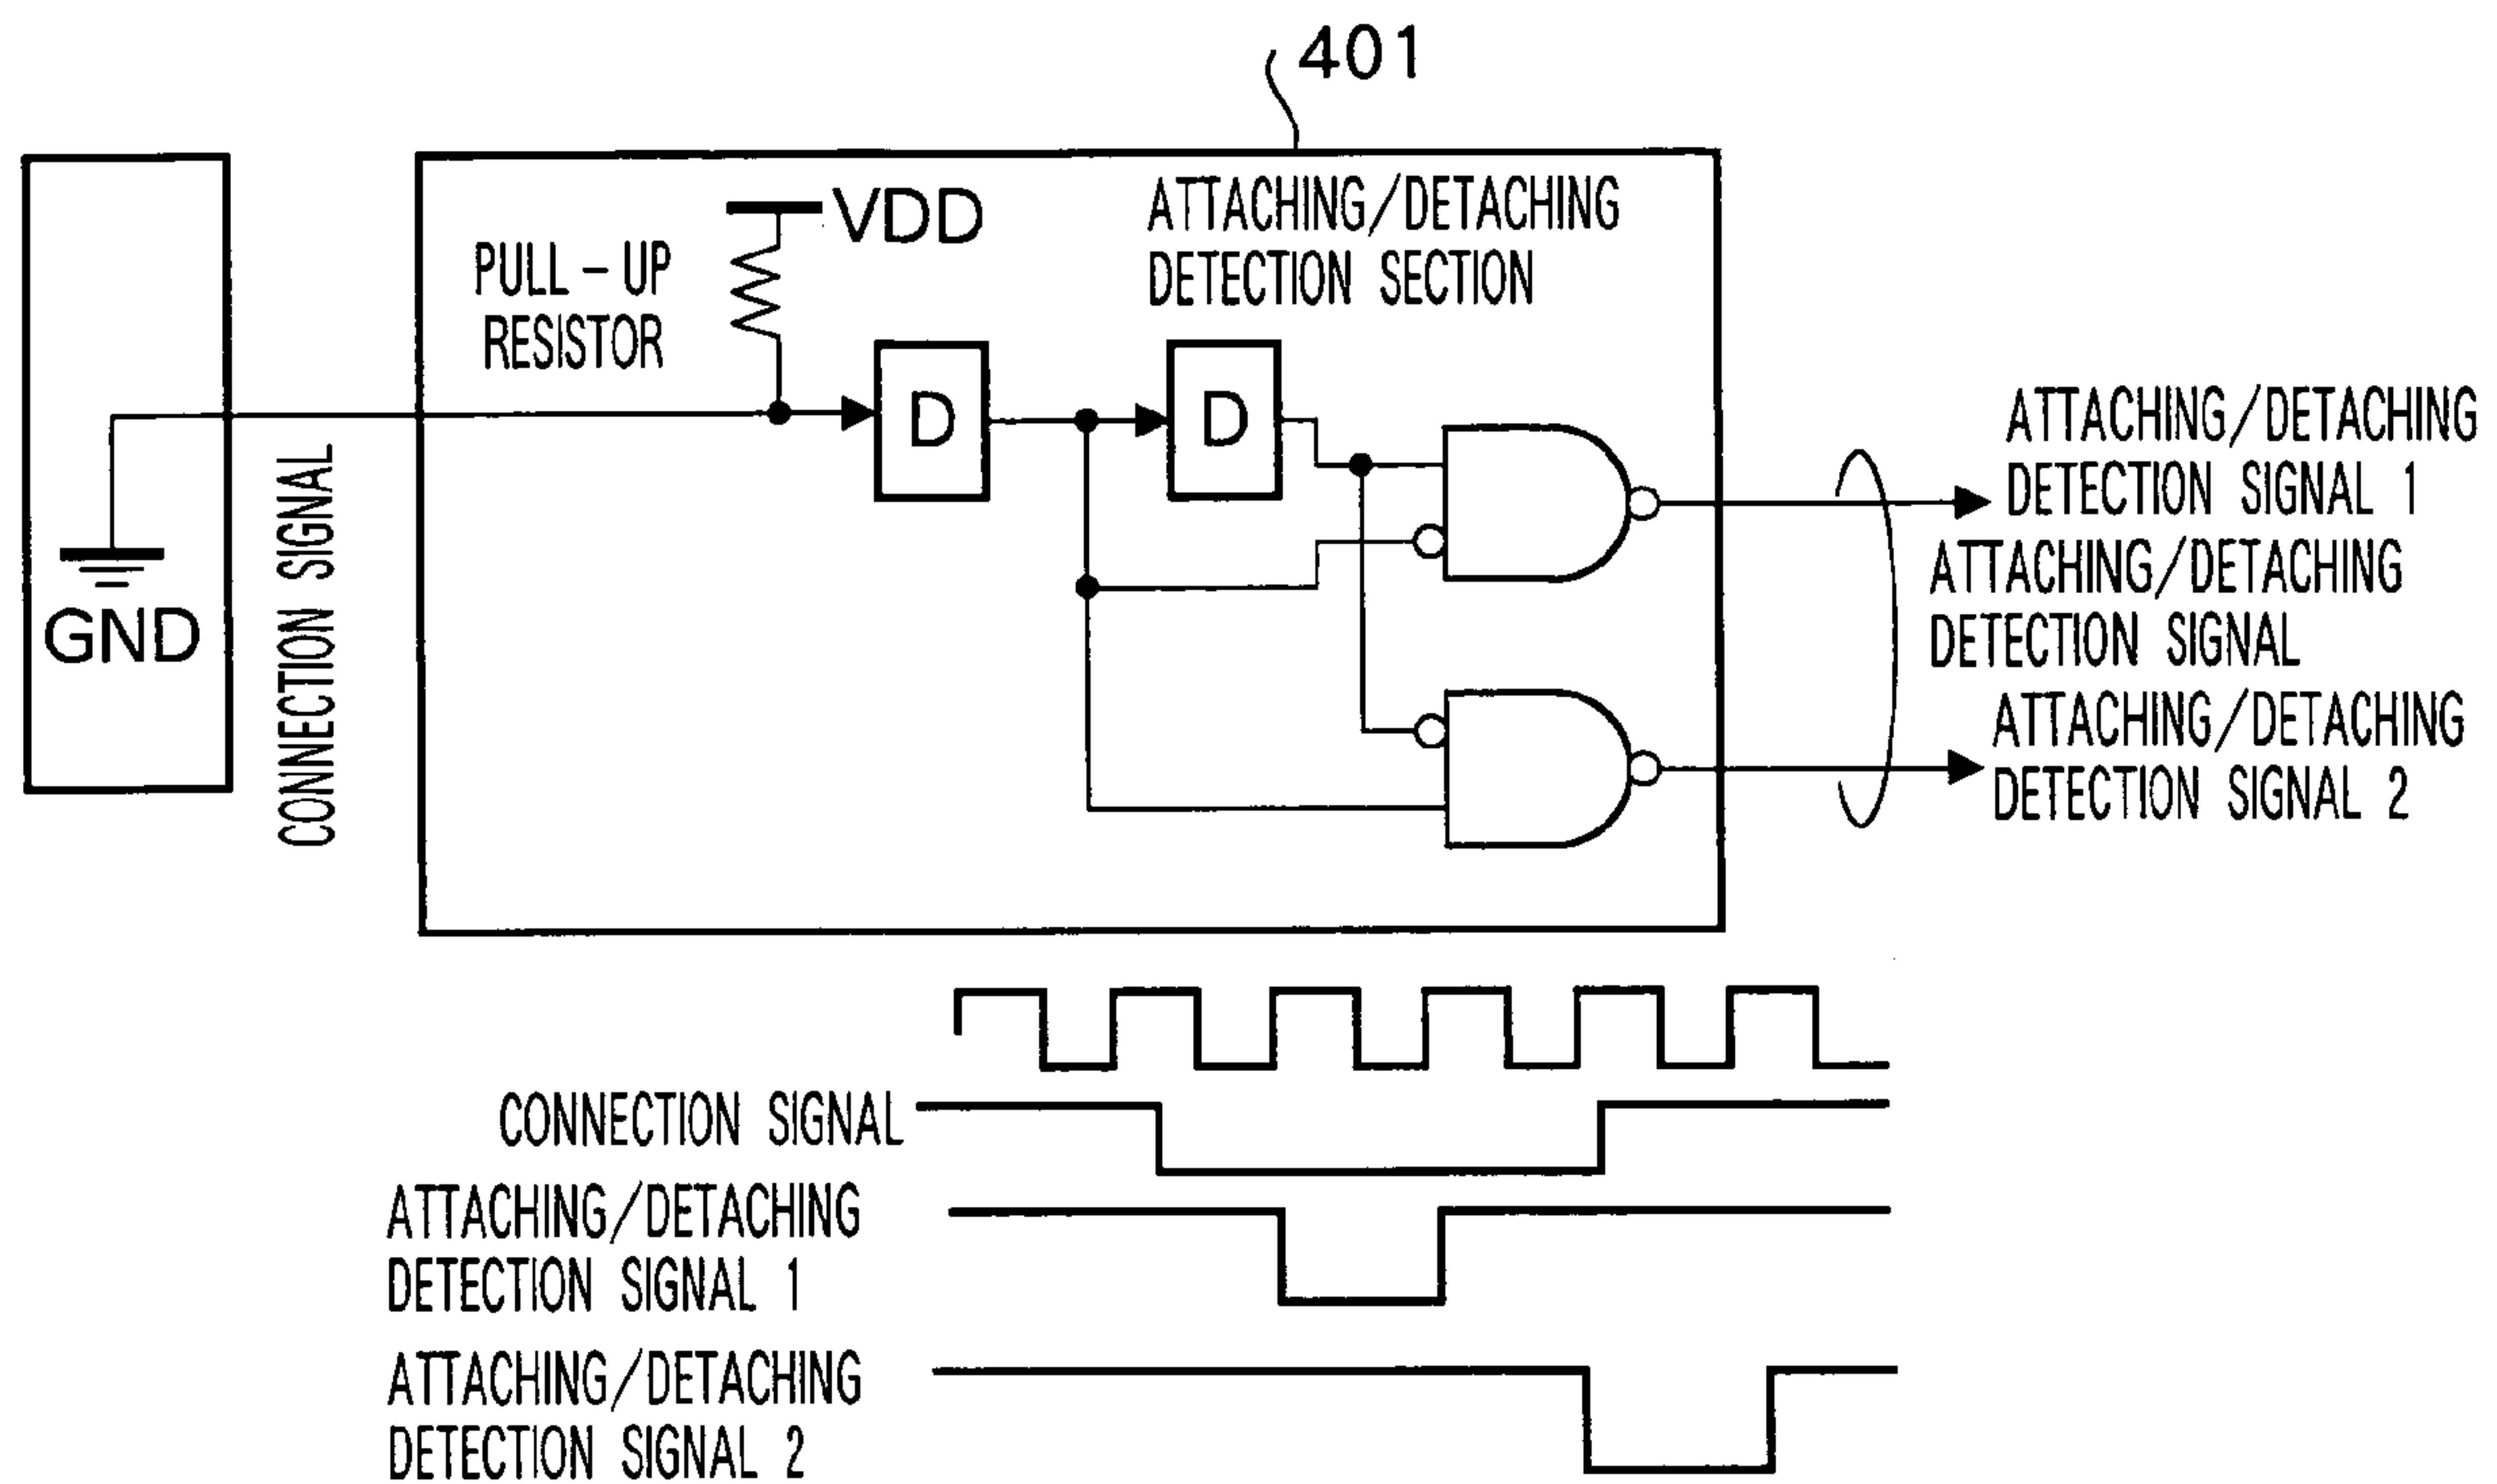 401
VDD
PULL-UP
RESISTOR
ATTACHING/DETACHING
DETECTION SECTION
D
D
GND
CONNECTION SIGNAL
ATTACHING/DETACHING
DETECTION SIGNAL 1
ATTACHING/DETACHING
DETECTION SIGNAL
ATTACHING/DETACHING
DETECTION SIGNAL 2
CONNECTION SIGNAL
ATTACHING/DETACHING
DETECTION SIGNAL 1
ATTACHING/DETACHING
DETECTION SIGNAL 2